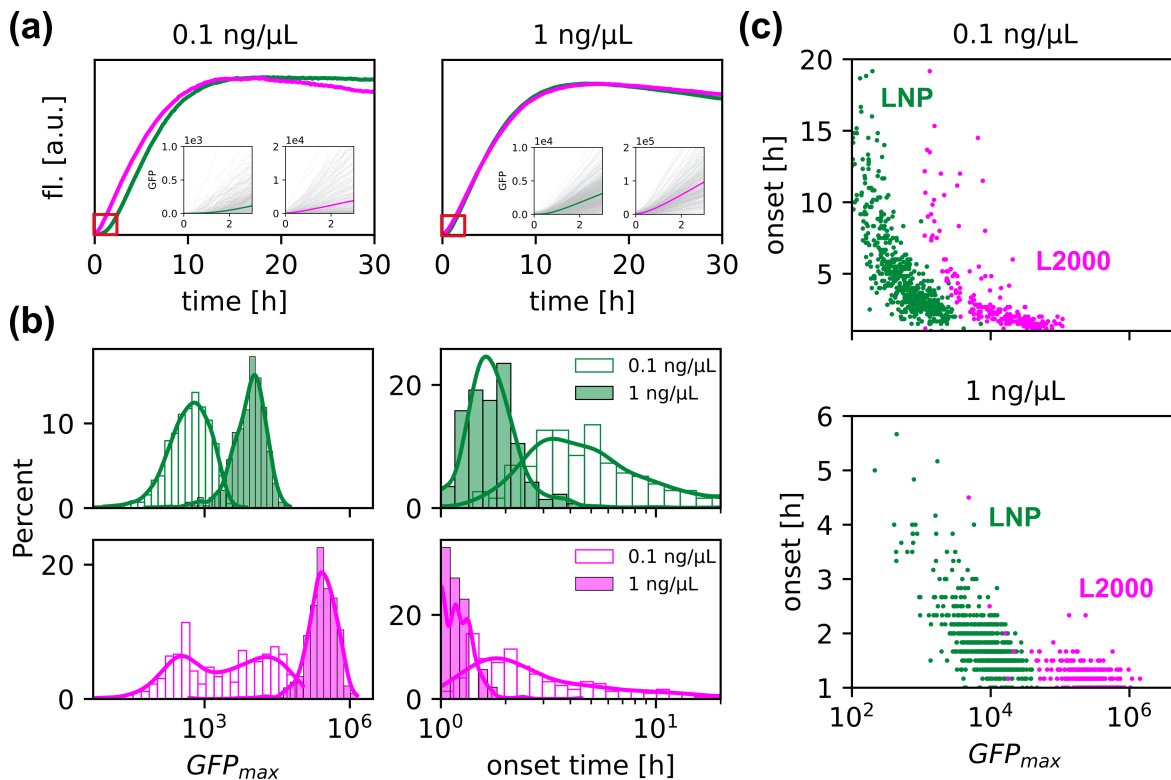 (a)
0.1 ng/μL
1 ng/μL
fl. [a.u.]
1e3
1.0
0.5
0.0
GFP
0
2
1e4
2
1
0
0
2
0
10
20
30
time [h]
1e4
1.0
0.5
0.0
GFP
0
2
1e5
2
1
0
0
2
0
10
20
30
time [h]
(b)
Percent
10
0
20
0
0.1 ng/μL
1 ng/μL
20
0
10³
10⁶
GFPmax
0.1 ng/μL
1 ng/μL
20
0
10⁰
10¹
onset time [h]
(c)
0.1 ng/μL
onset [h]
20
15
10
5
LNP
L2000
1 ng/μL
onset [h]
6
5
4
3
2
1
LNP
L2000
10²
10⁴
10⁶
GFPmax